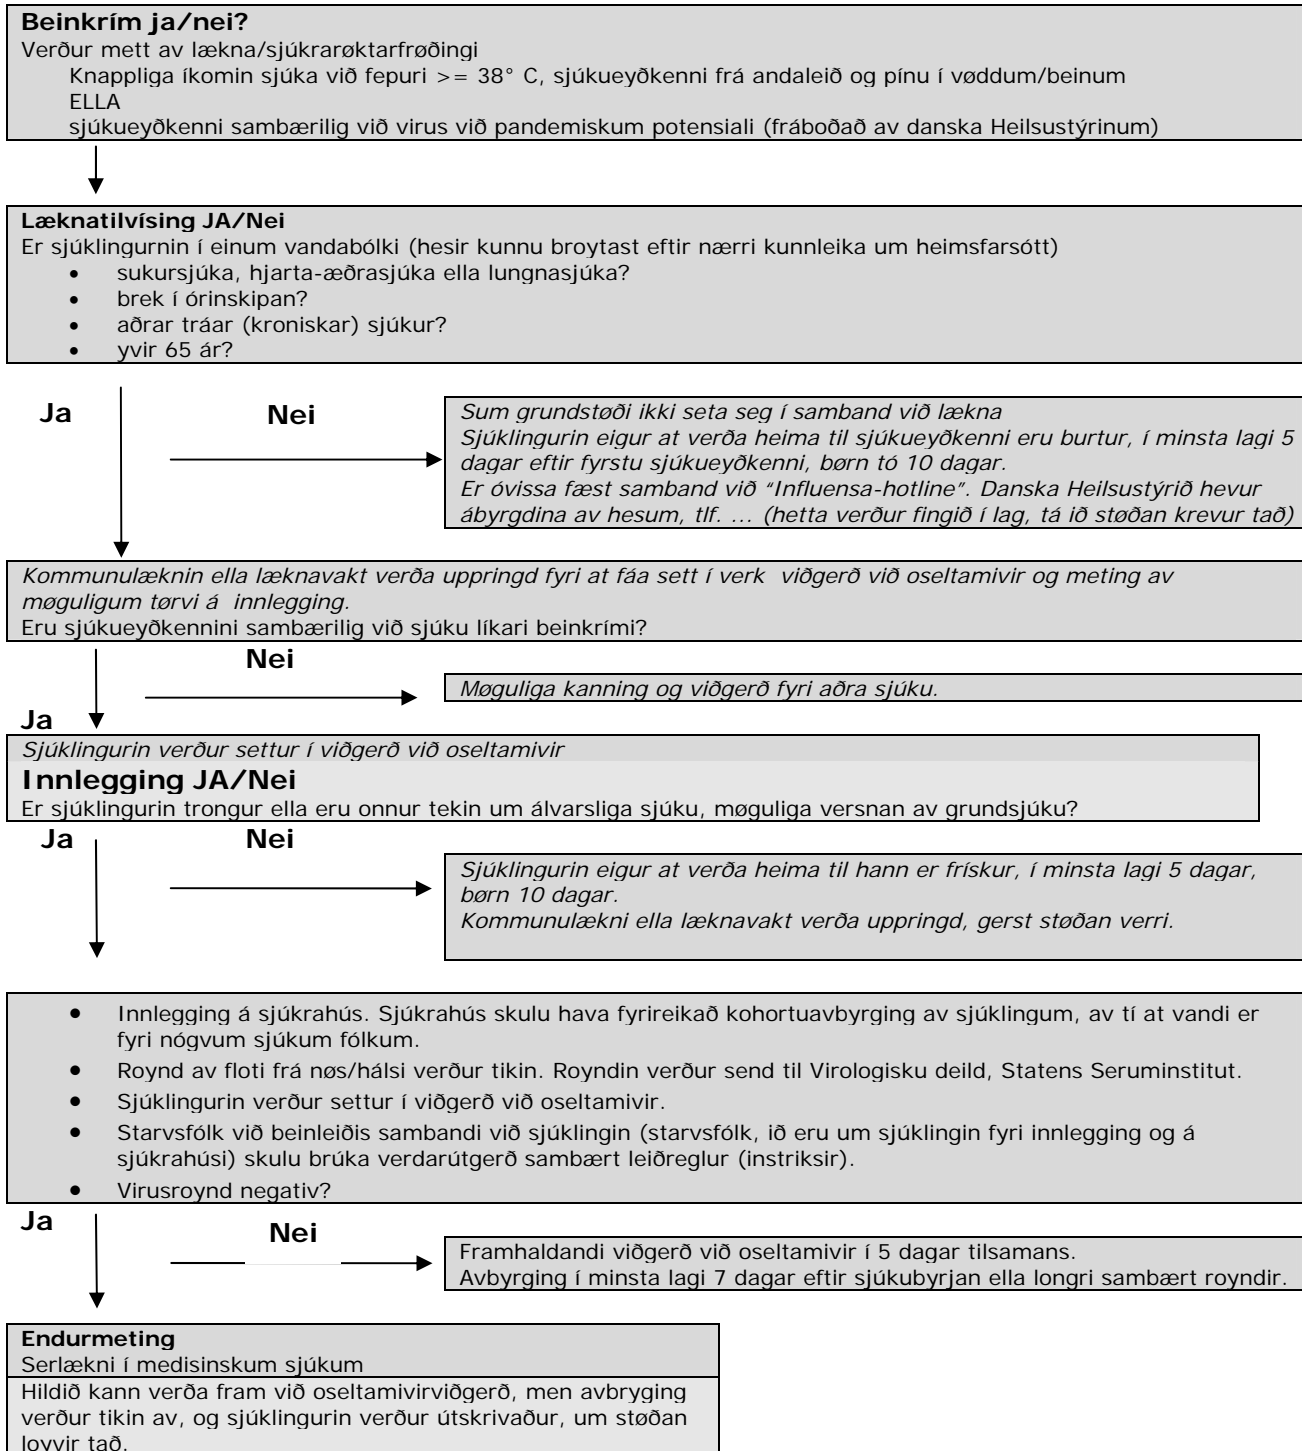 Beinkrím ja/nei?
Verður mett av lækna/sjúkrarøktarfrøðingi
Knappliga íkomin sjúka við fepuri >= 38° C, sjúkueyðkenni frá andaleið og pínu í vøddum/beinum
ELLA
sjúkueyðkenni sambærilig við virus við pandemiskum potensiali (fráboðað av danska Heilsustýrinum)
Læknatilvísing JA/Nei
Er sjúklingurnin í einum vandabólki (hesir kunnu broytast eftir nærri kunnleika um heimsfarsótt)
• sukursjúka, hjarta-æðrasjúka ella lungnasjúka?
• brek í órinskipan?
• aðrar tráar (kroniskar) sjúkur?
• yvir 65 ár?
Ja
Nei
Sum grundstøði ikki seta seg í samband við lækna
Sjúklingurin eigur at verða heima til sjúkueyðkenni eru burtur, í minsta lagi 5
dagar eftir fyrstu sjúkueyðkenni, børn tó 10 dagar.
Er óvissa fæst samband við “Influensa-hotline”. Danska Heilsustýrið hevur
ábyrgdina av hesum, tlf. ... (hetta verður fingið í lag, tá ið støðan krevur tað)
Kommunulæknin ella læknavakt verða uppringd fyri at fáa sett í verk viðgerð við oseltamivir og meting av
møguligum tørvi á innlegging.
Eru sjúkueyðkennini sambærilig við sjúku líkari beinkrími?
Nei
Møguliga kanning og viðgerð fyri aðra sjúku.
Ja
Sjúklingurin verður settur í viðgerð við oseltamivir
Innlegging JA/Nei
Er sjúklingurin trongur ella eru onnur tekin um álvarsliga sjúku, møguliga versnan av grundsjúku?
Ja
Nei
Sjúklingurin eigur at verða heima til hann er frískur, í minsta lagi 5 dagar,
børn 10 dagar.
Kommunulækni ella læknavakt verða uppringd, gerst støðan verri.
• Innlegging á sjúkrahús. Sjúkrahús skulu hava fyrireikað kohortuavbyrging av sjúklingum, av tí at vandi er
fyri nógvum sjúkum fólkum.
• Roynd av floti frá nøs/hálsi verður tikin. Royndin verður send til Virologisku deild, Statens Seruminstitut.
• Sjúklingurin verður settur í viðgerð við oseltamivir.
• Starvsfólk við beinleiðis sambandi við sjúklingin (starvsfólk, ið eru um sjúklingin fyri innlegging og á
sjúkrahúsi) skulu brúka verdarútgerð sambært leiðreglur (instriksir).
• Virusroynd negativ?
Ja
Nei
Framhaldandi viðgerð við oseltamivir í 5 dagar tilsamans.
Avbyrging í minsta lagi 7 dagar eftir sjúkubyrjan ella longri sambært royndir.
Endurmeting
Serlækni í medisinskum sjúkum
Hildið kann verða fram við oseltamivirviðgerð, men avbryging
verður tikin av, og sjúklingurin verður útskrivaður, um støðan
loyvir tað.